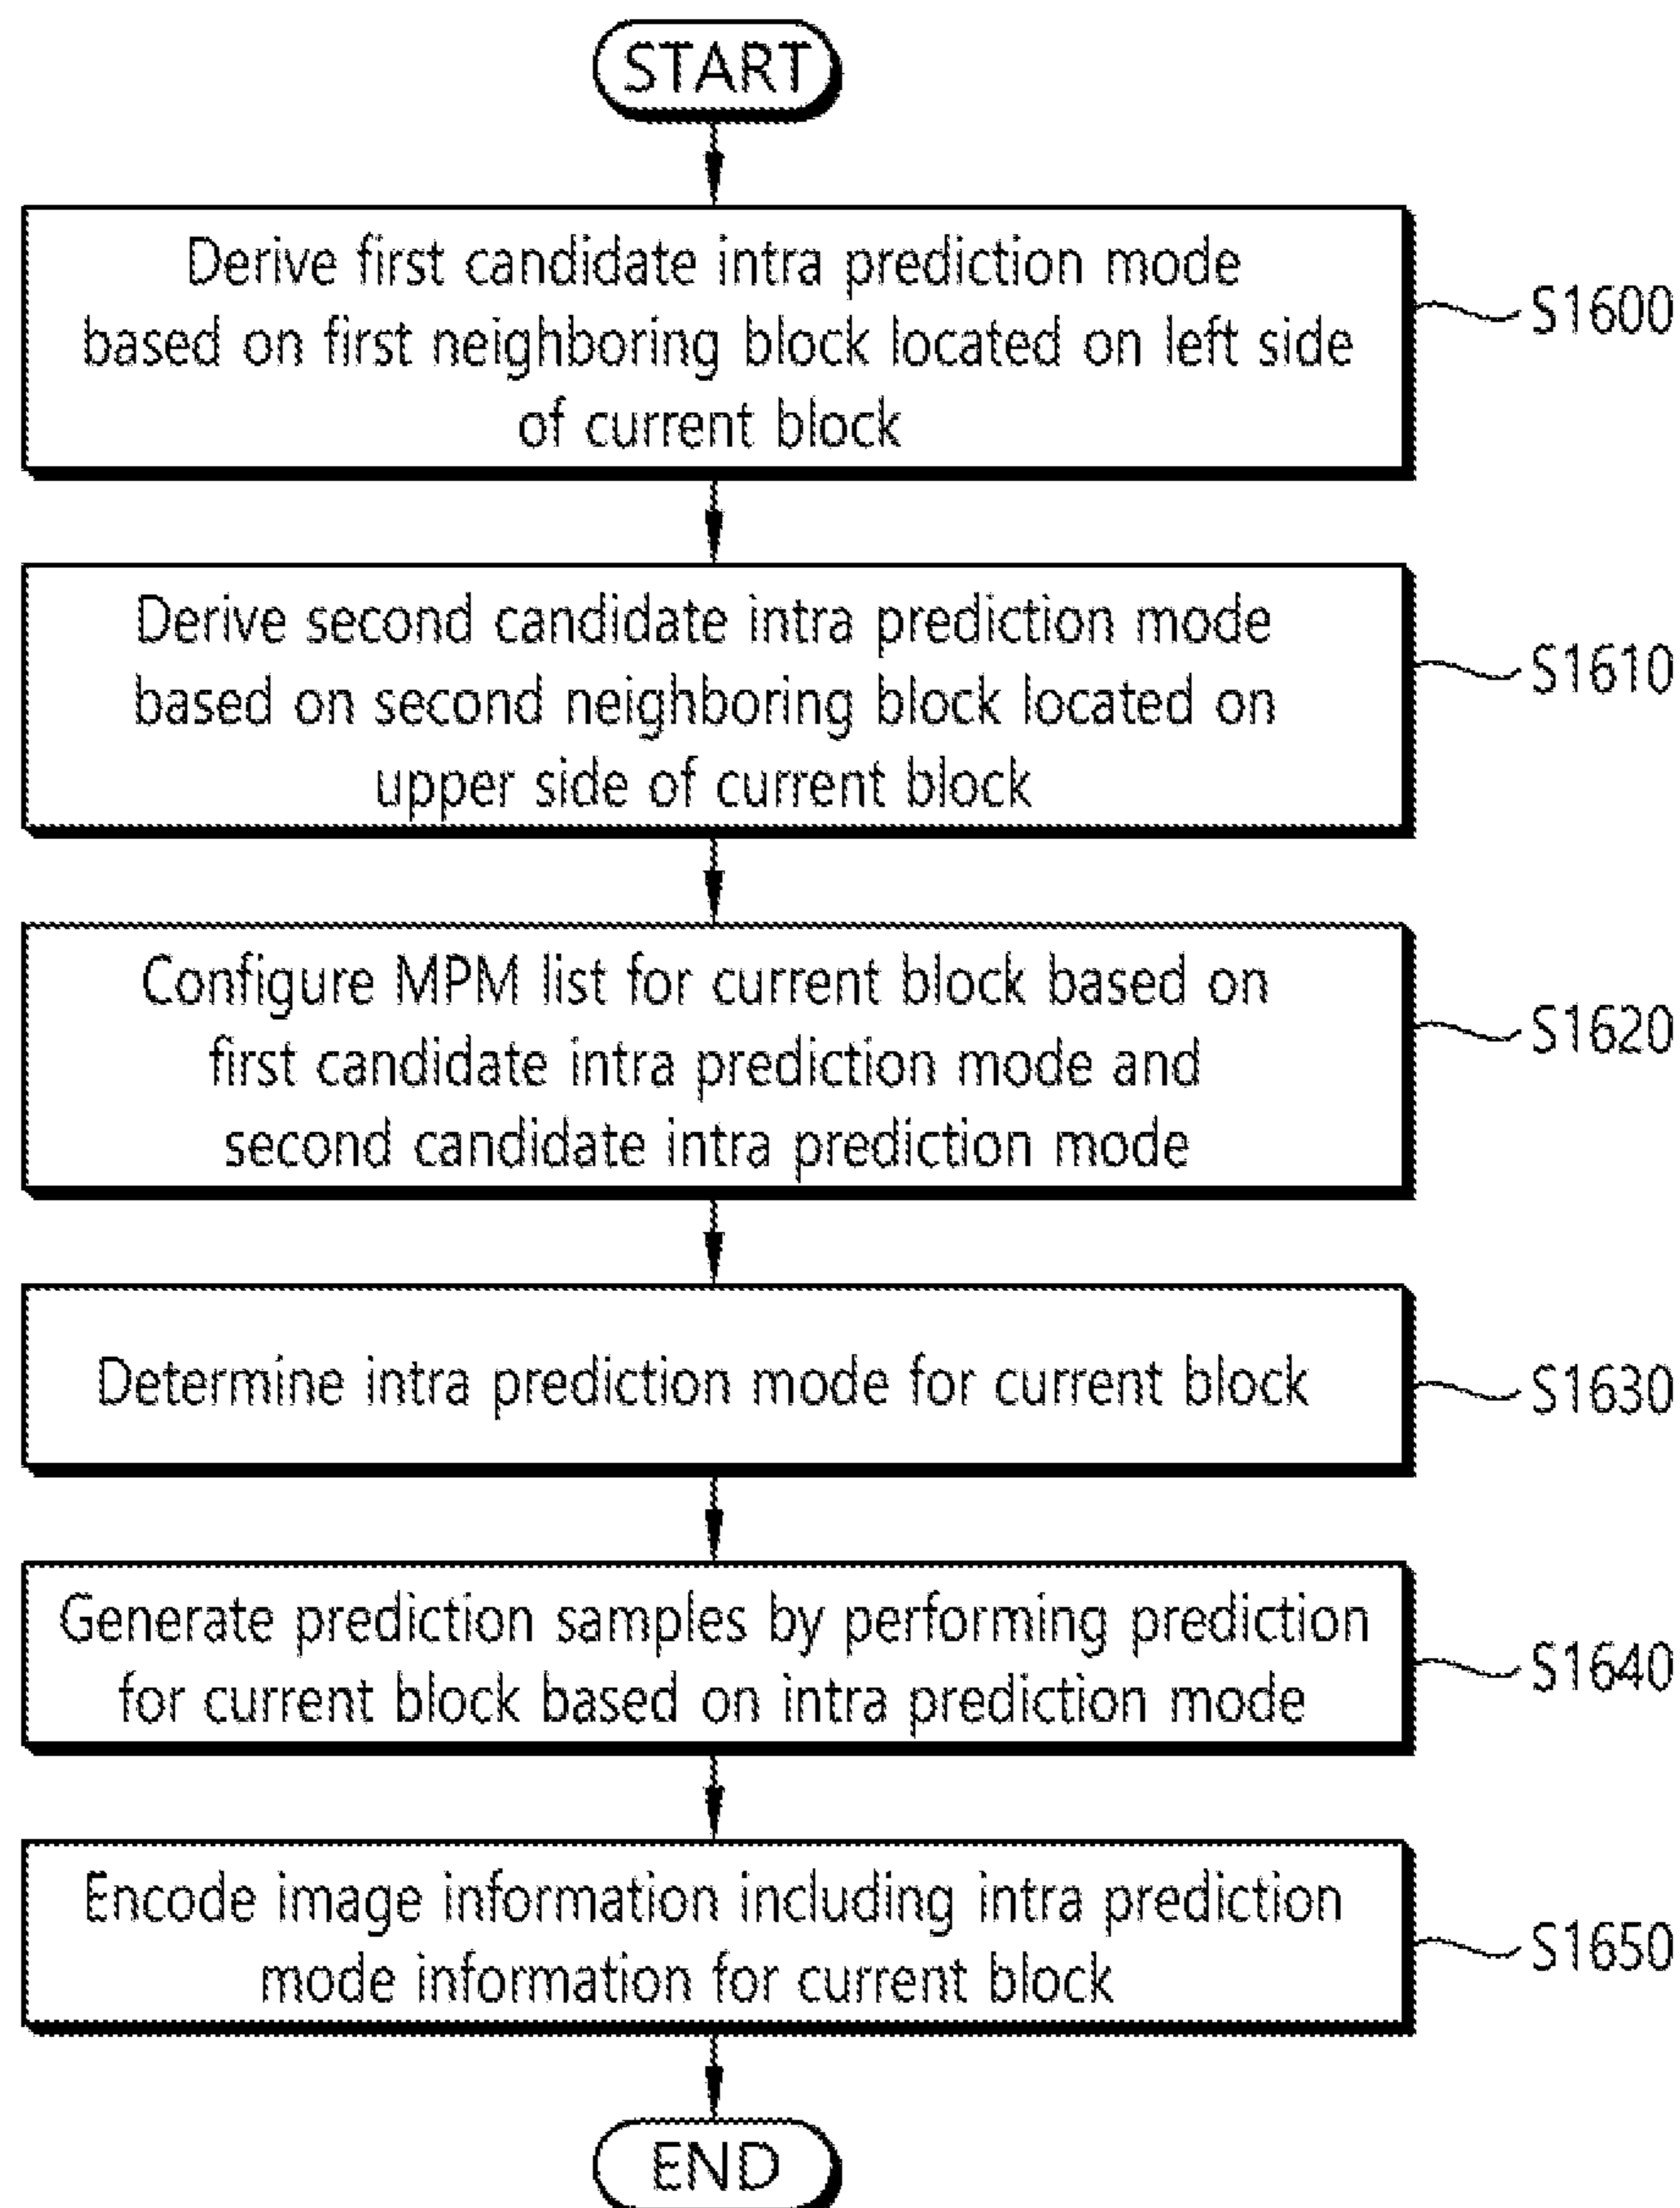 START
Derive first candidate intra prediction mode
based on first neighboring block located on left side
of current block
S1600
Derive second candidate intra prediction mode
based on second neighboring block located on
upper side of current block
S1610
Configure MPM list for current block based on
first candidate intra prediction mode and
second candidate intra prediction mode
S1620
Determine intra prediction mode for current block
S1630
Generate prediction samples by performing prediction
for current block based on intra prediction mode
S1640
Encode image information including intra prediction
mode information for current block
S1650
END